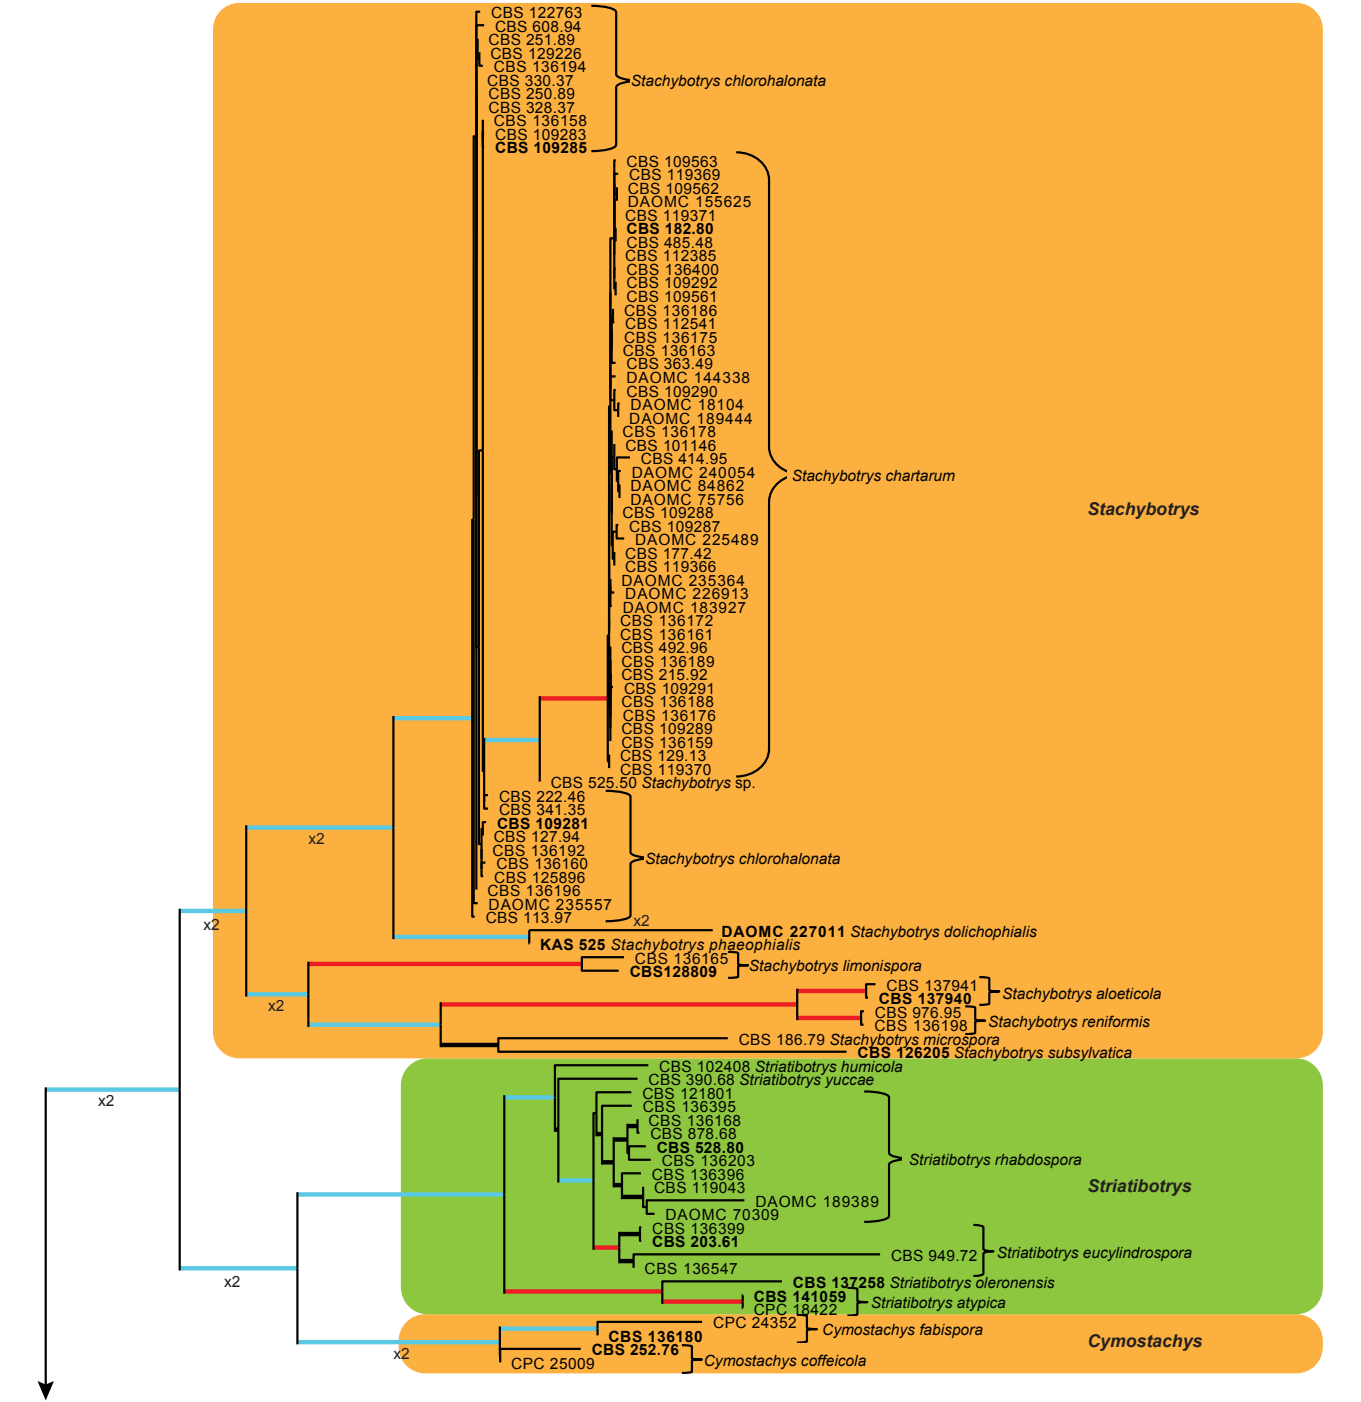 CBS 122763
CBS 608.94
CBS 251.89
CBS 129226
CBS 136194
CBS 330.37
Stachybotrys chlorohalonata
CBS 250.89
CBS 328.37
CBS 136158
CBS 109283
CBS 109285
CBS 109563
CBS 119369
CBS 109562
DAOMC 155625
CBS 119371
CBS 182.80
CBS 485.48
CBS 112385
CBS 136400
CBS 109292
CBS 109561
CBS 136186
CBS 112541
CBS 136175
CBS 136163
CBS 363.49
DAOMC 144338
CBS 109290
DAOMC 18104
DAOMC 189444
CBS 136178
CBS 101146
CBS 414.95
DAOMC 240054
Stachybotrys chartarum
DAOMC 84862
DAOMC 75756
Stachybotrys
CBS 109288
CBS 109287
DAOMC 225489
CBS 177.42
CBS 119366
DAOMC 235364
DAOMC 226913
DAOMC 183927
CBS 136172
CBS 136161
CBS 492.96
CBS 136189
CBS 215.92
CBS 109291
CBS 136188
CBS 136176
CBS 109289
CBS 136159
CBS 129.13
CBS 119370
CBS 525.50 Stachybotrys sp.
CBS 222.46
CBS 341.35
CBS 109281
CBS 127.94
x2
CBS 136192
Stachybotrys chlorohalonata
CBS 136160
CBS 125896
CBS 136196
DAOMC 235557
CBS 113.97
x2
x2
DAOMC 227011 Stachybotrys dolichophialis
KAS 525 Stachybotrys phaeophialis
CBS 136165
Stachybotrys limonispora
CBS128809
CBS 137941
Stachybotrys aloeticola
CBS 137940
x2
CBS 976.95
Stachybotrys reniformis
CBS 136198
CBS 186.79 Stachybotrys microspora
CBS 126205 Stachybotrys subsylvatica
CBS 102408 Striatibotrys humicola
CBS 390.68 Striatibotrys yuccae
CBS 121801
x2
CBS 136395
CBS 136168
CBS 878.68
CBS 528.80
CBS 136203
Striatibotrys rhabdospora
CBS 136396
CBS 119043
Striatibotrys
DAOMC 189389
DAOMC 70309
CBS 136399
CBS 203.61
Striatibotrys eucylindrospora
CBS 949.72
CBS 136547
x2
CBS 137258 Striatibotrys oleronensis
CBS 141059
Striatibotrys atypica
CPC 18422
CPC 24352
Cymostachys fabispora
CBS 136180
Cymostachys
CBS 252.76
x2
Cymostachys coffeicola
CPC 25009